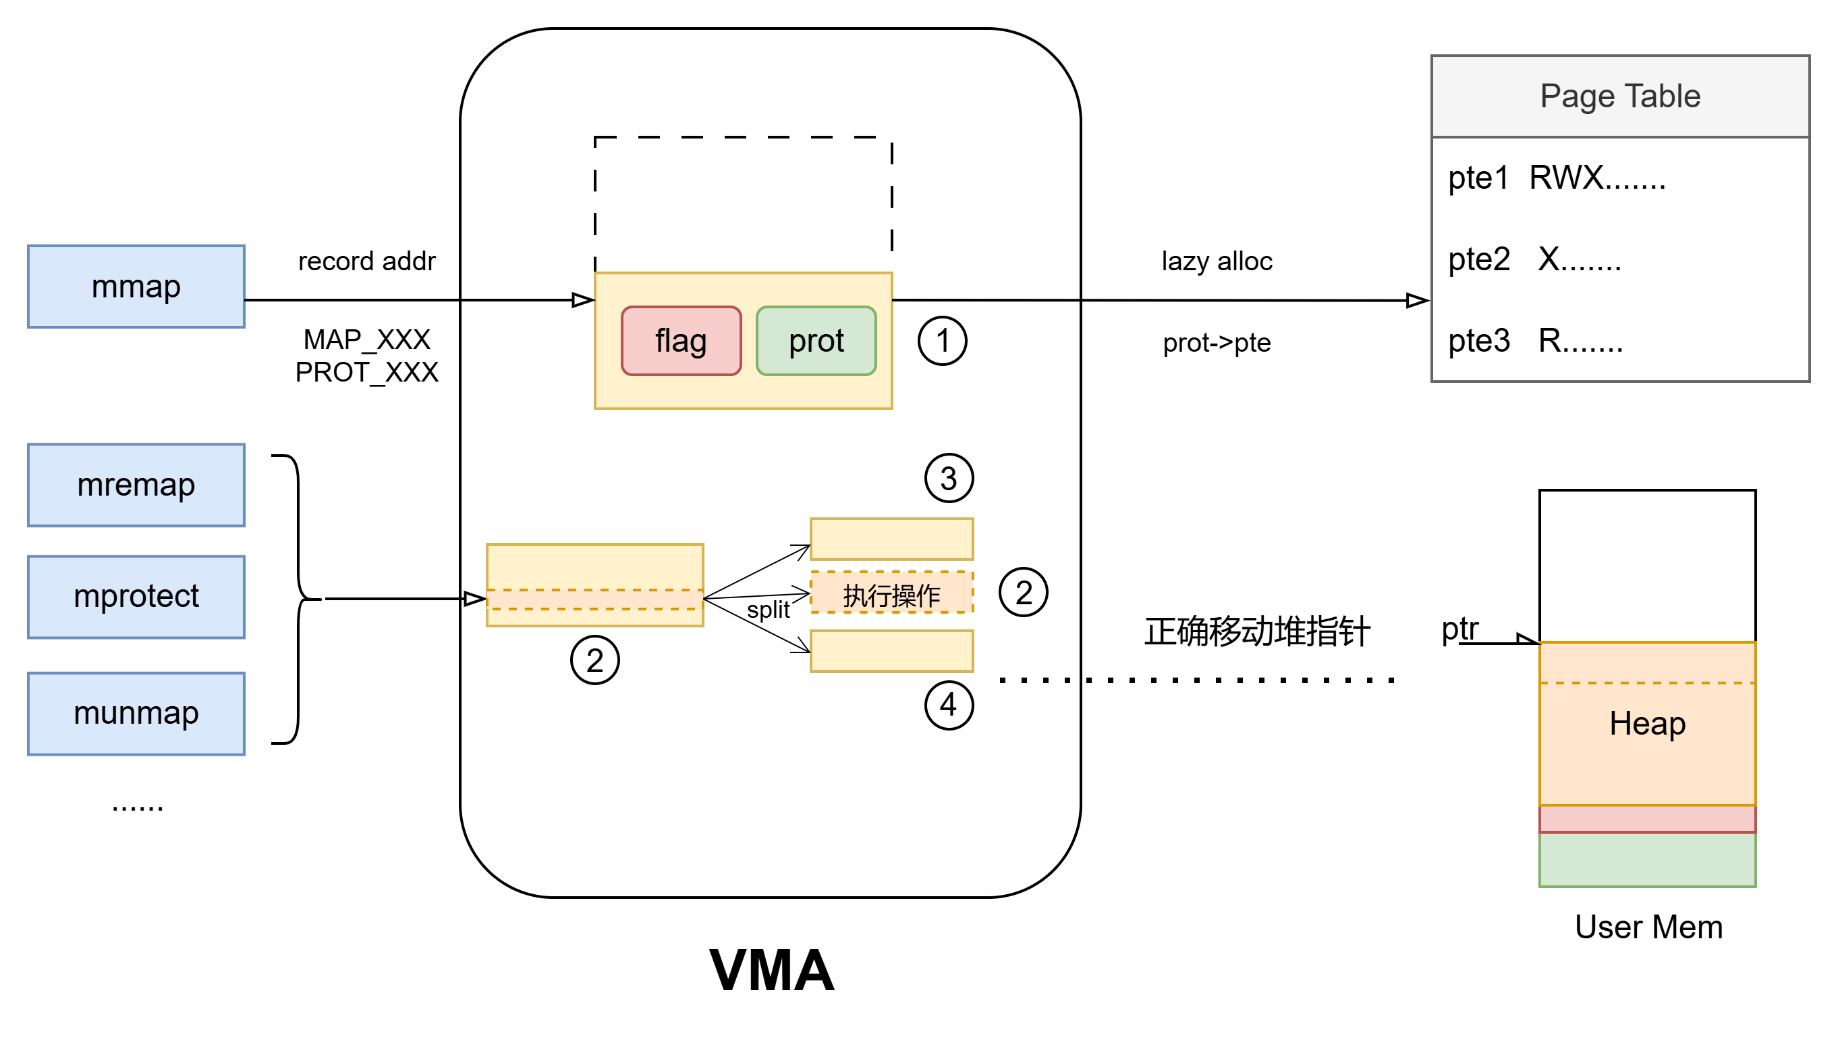 mmap
record addr
MAP_XXX
PROT_XXX
flag
prot
1
lazy alloc
prot->pte
Page Table
pte1 RWX.......
pte2 X.......
pte3 R.......
mremap
mprotect
munmap
......
2
split
3
执行操作
2
4
正确移动堆指针
ptr
Heap
User Mem
VMA